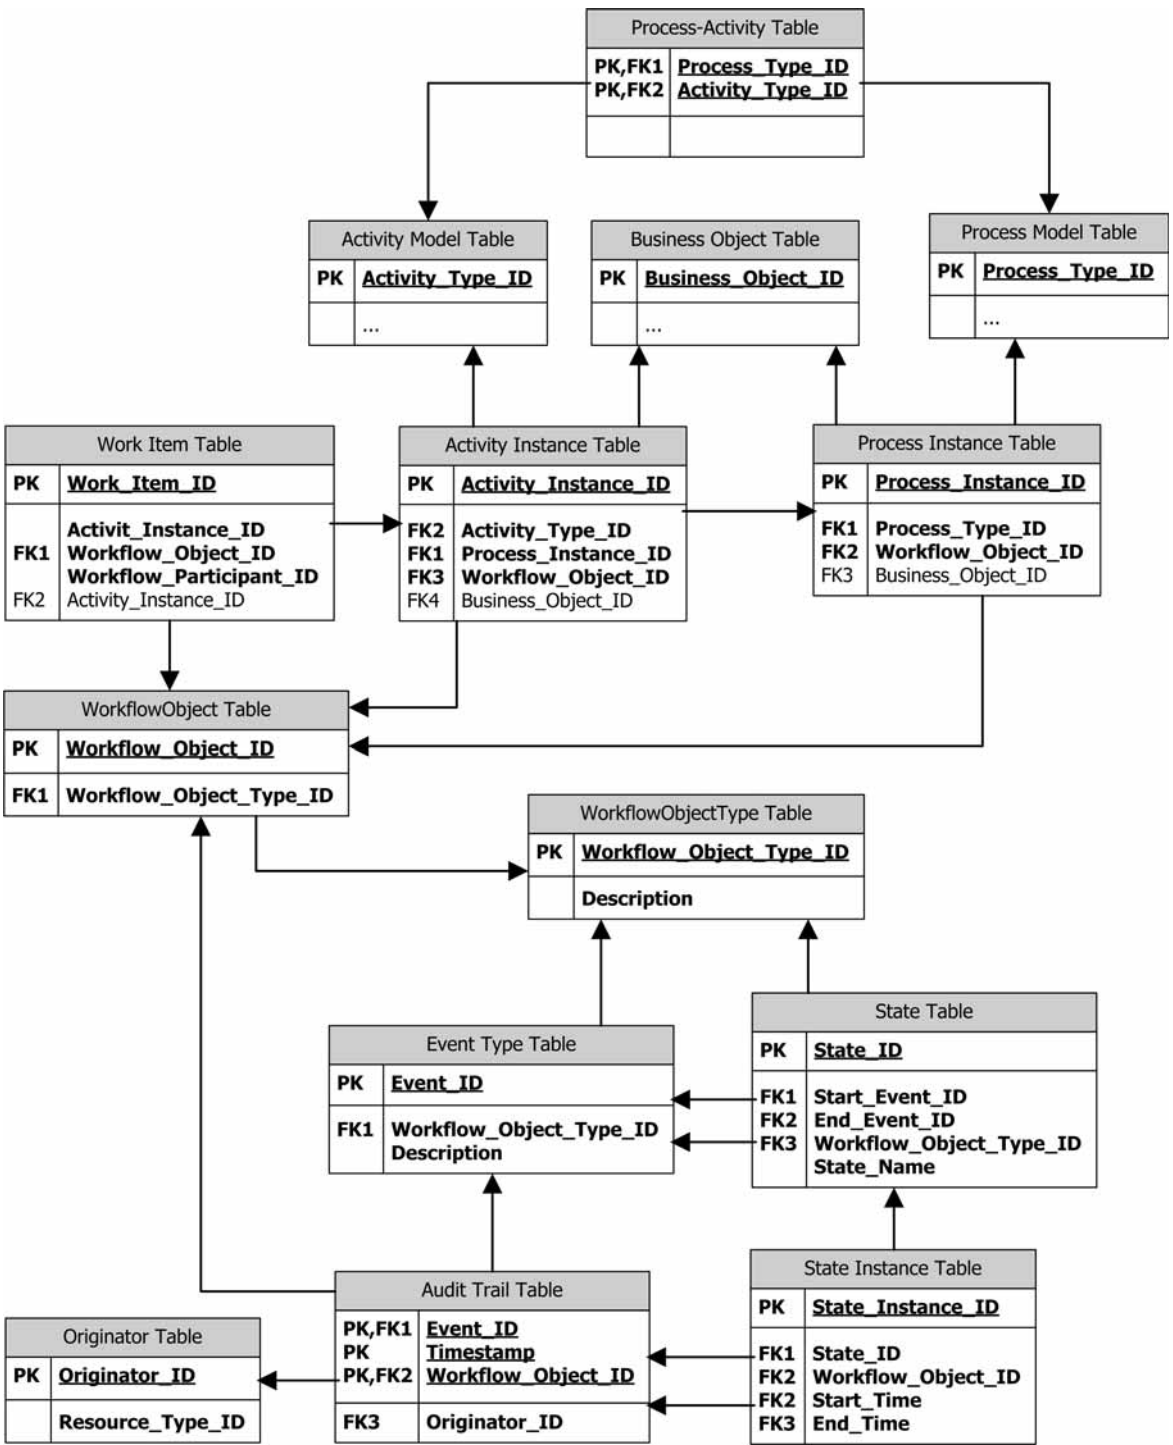 Process-Activity Table
PK,FK1 Process_Type_ID
PK,FK2 Activity_Type_ID
Activity Model Table
PK Activity_Type_ID
...
Business Object Table
PK Business_Object_ID
...
Process Model Table
PK Process_Type_ID
...
Work Item Table
PK Work_Item_ID
Activit_Instance_ID
FK1 Workflow_Object_ID
Workflow_Participant_ID
FK2 Activity_Instance_ID
Activity Instance Table
PK Activity_Instance_ID
FK2 Activity_Type_ID
FK1 Process_Instance_ID
FK3 Workflow_Object_ID
FK4 Business_Object_ID
Process Instance Table
PK Process_Instance_ID
FK1 Process_Type_ID
FK2 Workflow_Object_ID
FK3 Business_Object_ID
WorkflowObject Table
PK Workflow_Object_ID
FK1 Workflow_Object_Type_ID
WorkflowObjectType Table
PK Workflow_Object_Type_ID
Description
Event Type Table
PK Event_ID
FK1 Workflow_Object_Type_ID
Description
State Table
PK State_ID
FK1 Start_Event_ID
FK2 End_Event_ID
FK3 Workflow_Object_Type_ID
State_Name
Originator Table
PK Originator_ID
Resource_Type_ID
Audit Trail Table
PK,FK1 Event_ID
PK Timestamp
PK,FK2 Workflow_Object_ID
FK3 Originator_ID
State Instance Table
PK State_Instance_ID
FK1 State_ID
FK2 Workflow_Object_ID
FK2 Start_Time
FK3 End_Time